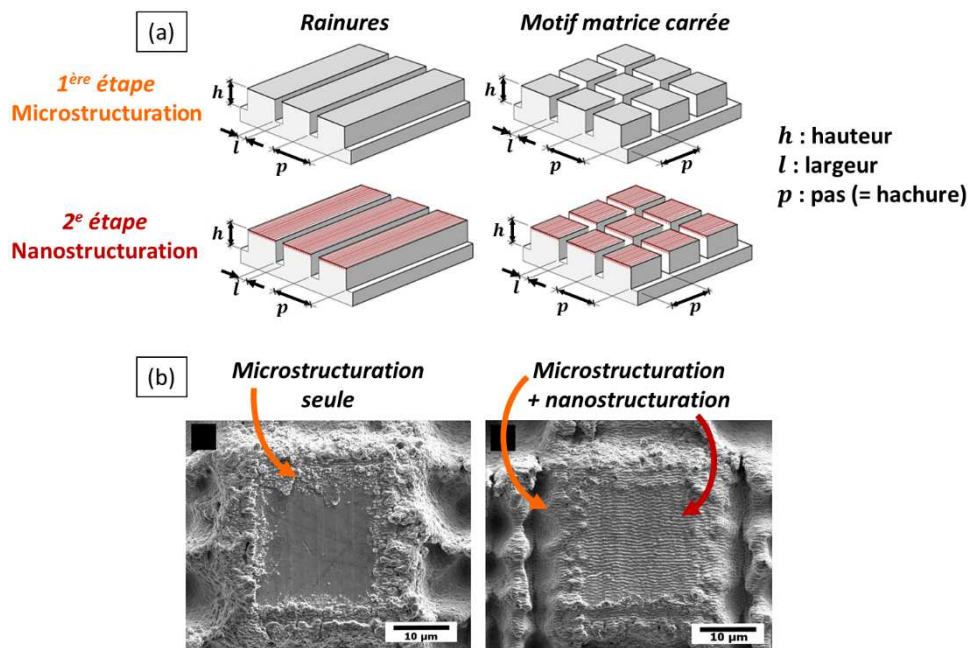 (a)
Rainures
Motif matrice carrée
1ère étape
Microstructuration
h
l
p
h
l
p
p
h : hauteur
l : largeur
p : pas (= hachure)
2e étape
Nanostructuration
h
l
p
h
l
p
p
(b)
Microstructuration
seule
Microstructuration
+ nanostructuration
10 µm
10 µm